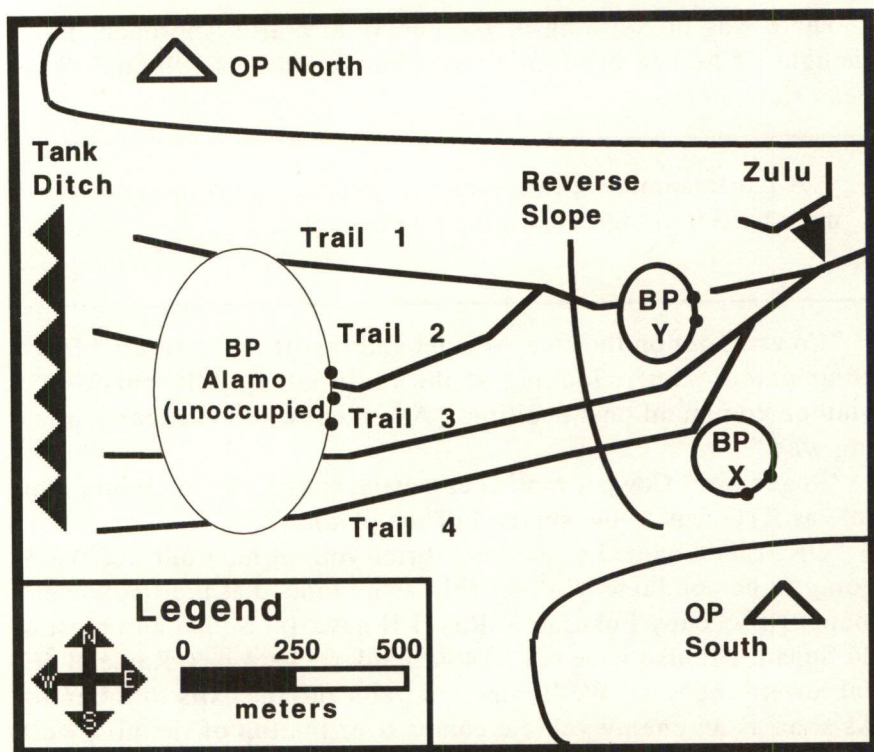 OP North
Tank
Ditch
Reverse
Slope
Zulu
Trail 1
BP
Y
Trail 2
BP
Alamo
(unoccupied
Trail 3
BP
X
Trail 4
OP
South
Legend
N
W E
S
0 250 500
meters